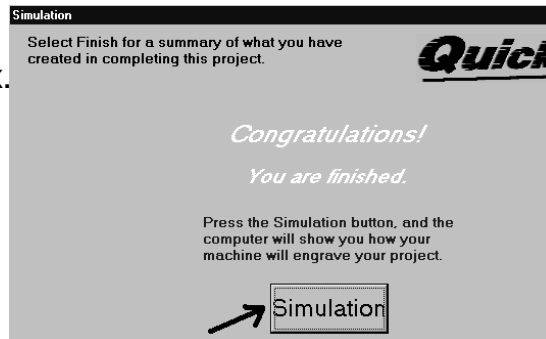 Simulation
Select Finish for a summary of what you have
created in completing this project.
Quick
Congratulations!
You are finished.
Press the Simulation button, and the
computer will show you how your
machine will engrave your project.
Simulation